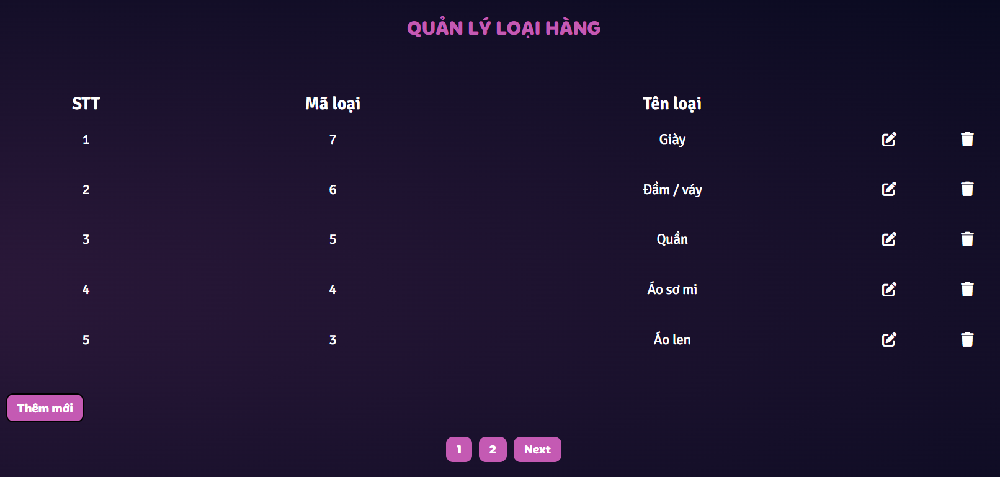 QUẢN LÝ LOẠI HÀNG
STT Mã loại Tên loại
1 7 Giày
2 6 Đầm / váy
3 5 Quần
4 4 Áo sơ mi
5 3 Áo len
Thêm mới
1 2 Next